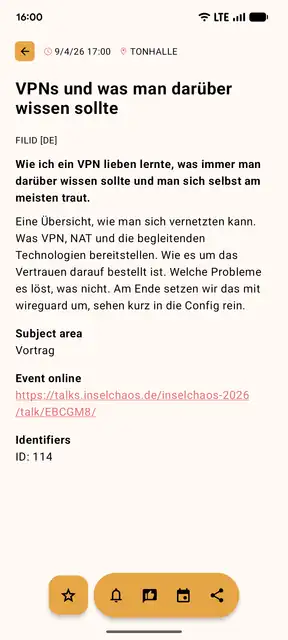 16:00
LTE
9/4/26 17:00 TONHALLE
VPNs und was man darüber
wissen sollte
FILID [DE]
Wie ich ein VPN lieben lernte, was immer man
darüber wissen sollte und man sich selbst am
meisten traut.
Eine Übersicht, wie man sich vernetzten kann.
Was VPN, NAT und die begleitenden
Technologien bereitstellen. Wie es um das
Vertrauen darauf bestellt ist. Welche Probleme
es löst, was nicht. Am Ende setzen wir das mit
wireguard um, sehen kurz in die Config rein.
Subject area
Vortrag
Event online
https://talks.inselchaos.de/inselchaos-2026
/talk/EBCGM8/
Identifiers
ID: 114